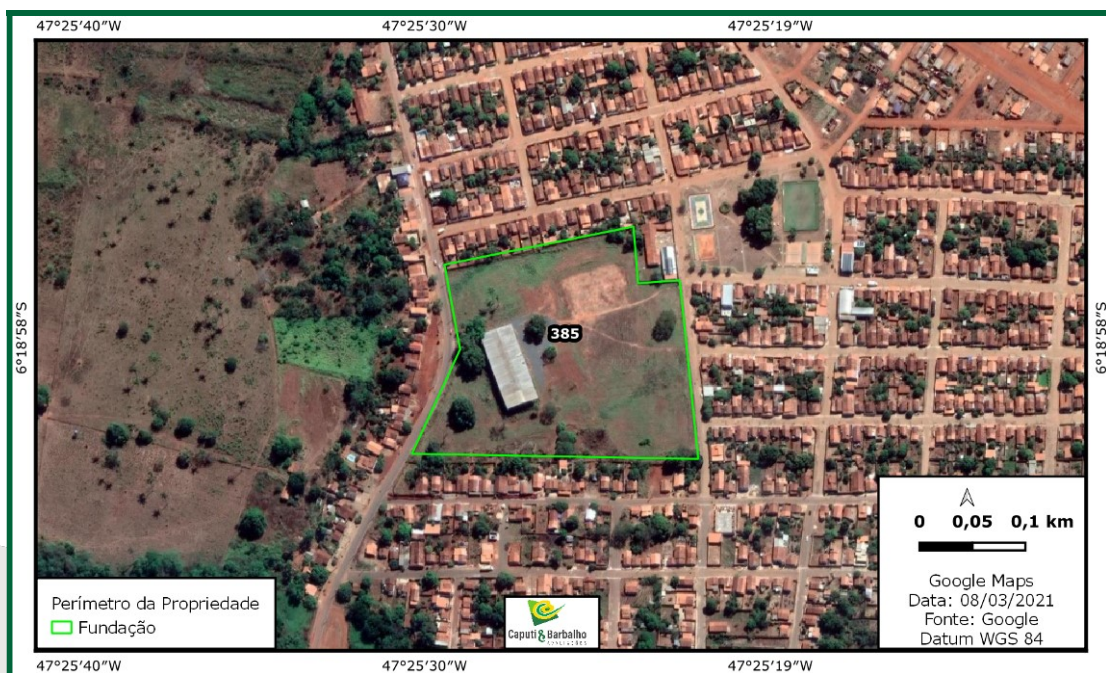 47°25′40″W 47°25′30″W 47°25′19″W
6°18′58″S 6°18′58″S
385
0 0,05 0,1 km
Google Maps
Data: 08/03/2021
Fonte: Google
Datum WGS 84
Perímetro da Propriedade
Fundação
Caputi & Barbalho
AVALIAÇÕES
47°25′40″W 47°25′30″W 47°25′19″W